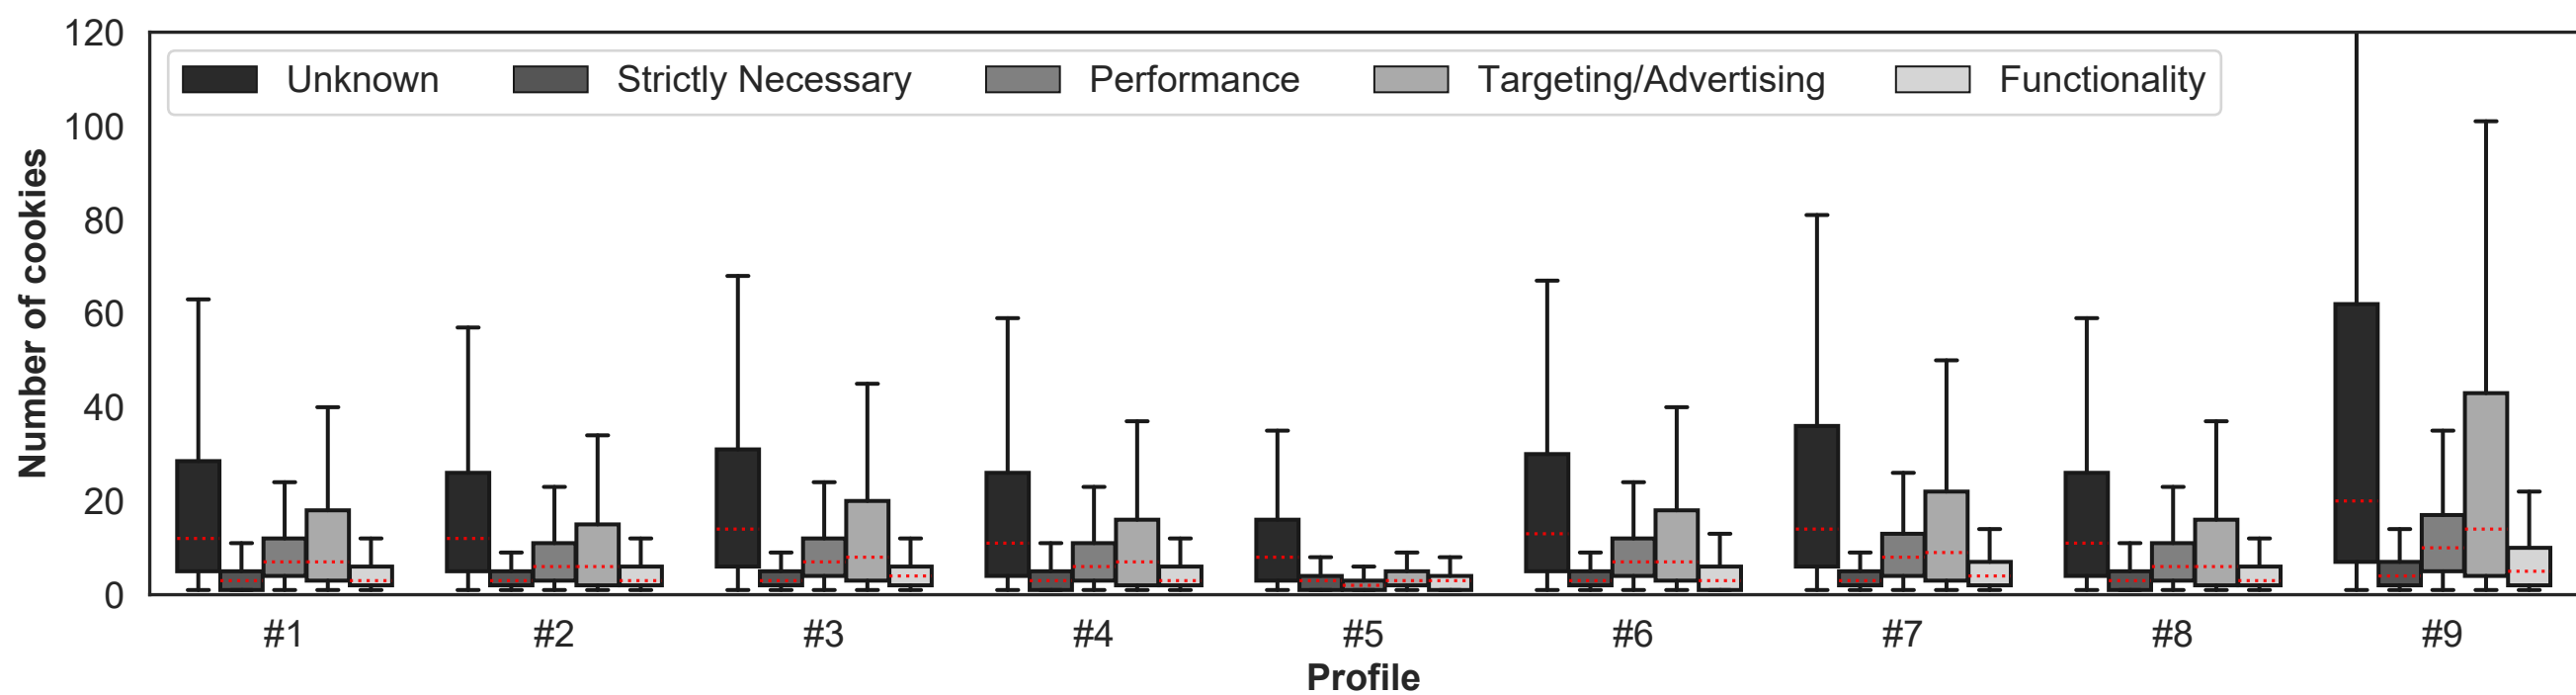 120
100
80
60
40
20
0
Number of cookies
Unknown Strictly Necessary Performance Targeting/Advertising Functionality
#1 #2 #3 #4 #5 #6 #7 #8 #9
Profile